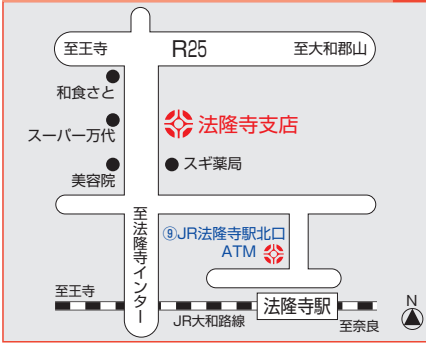 至王寺
R25
至大和郡山
和食さと
法隆寺支店
スーパー万代
スギ薬局
美容院
至法隆寺インター
⑨JR法隆寺駅北口
ATM
至王寺
法隆寺駅
JR大和路線
至奈良
N